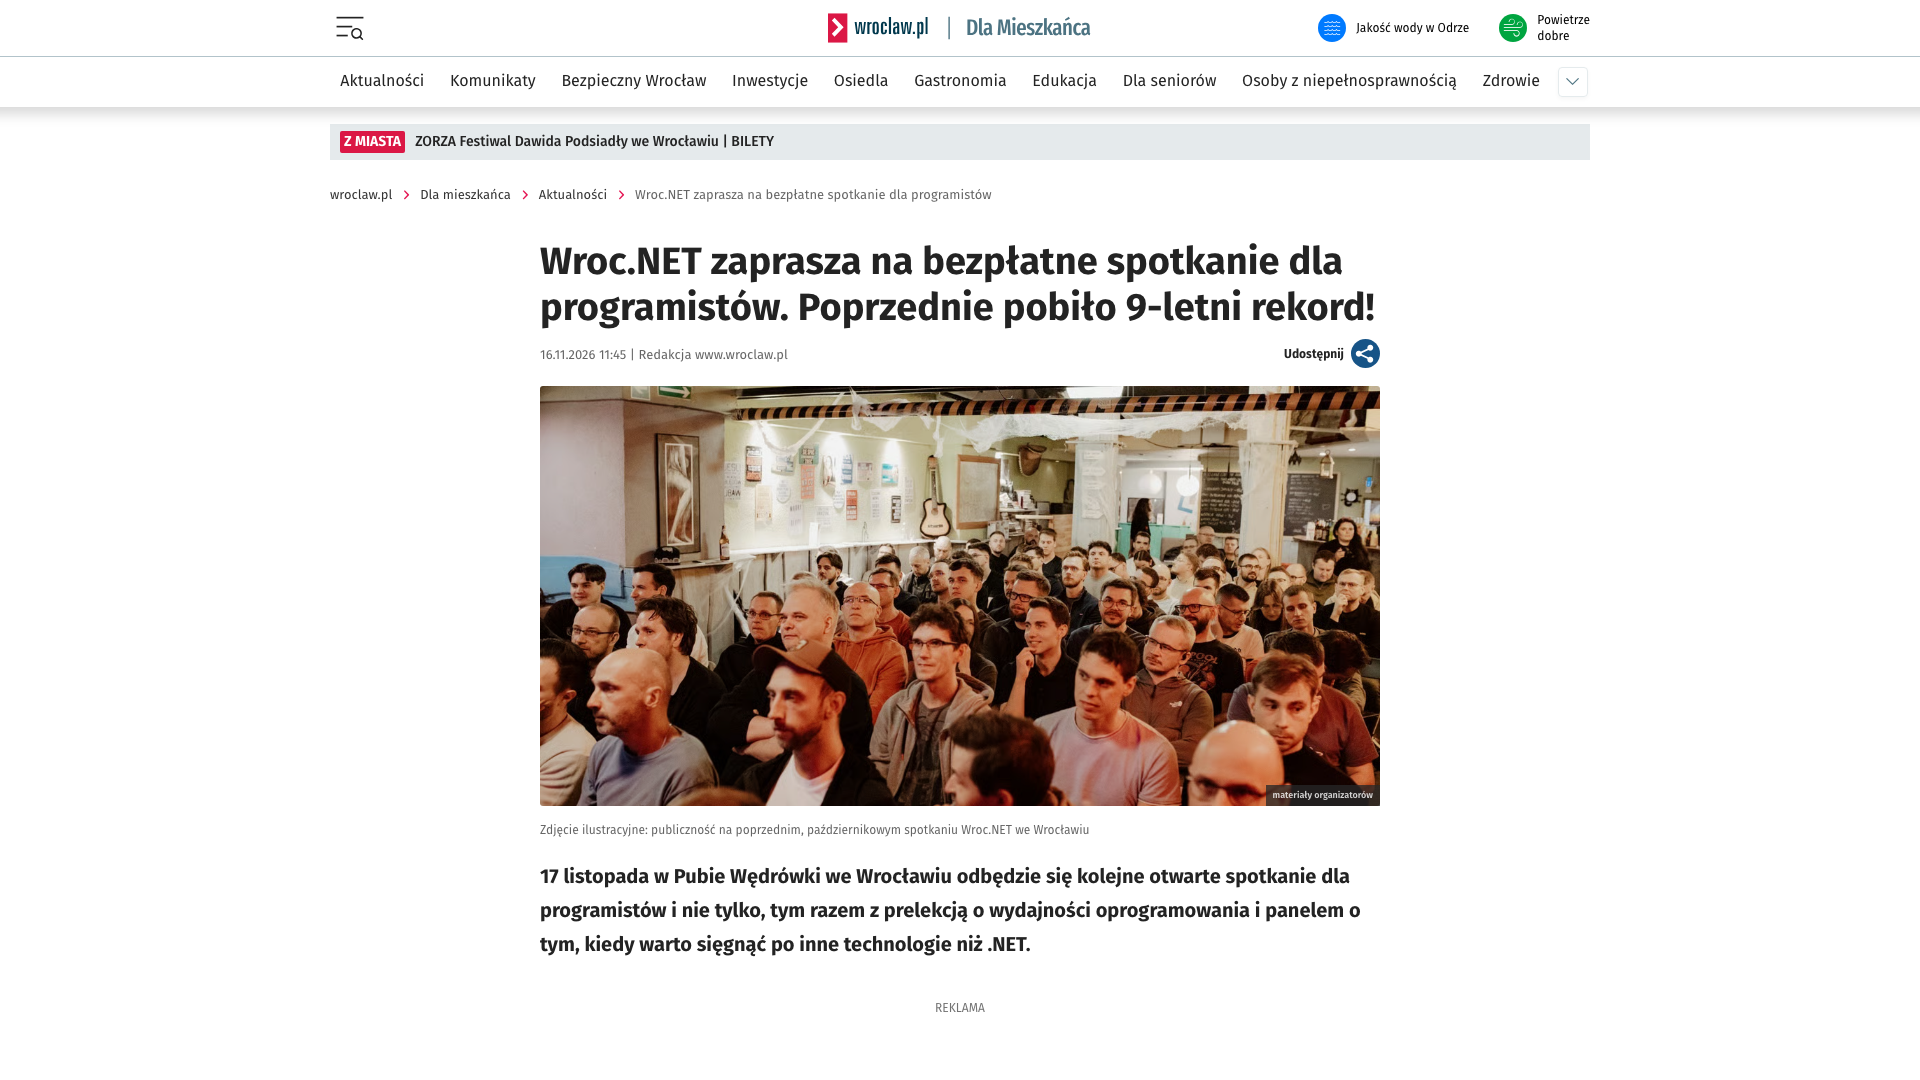 wroclaw.pl | Dla Mieszkańca
Jakość wody w Odrze
Powietrze
dobre
Aktualności Komunikaty Bezpieczny Wrocław Inwestycje Osiedla Gastronomia Edukacja Dla seniorów Osoby z niepełnosprawnością Zdrowie
Z MIASTA ZORZA Festiwal Dawida Podsiadły we Wrocławiu | BILETY
wroclaw.pl Dla mieszkańca Aktualności Wroc.NET zaprasza na bezpłatne spotkanie dla programistów
Wroc.NET zaprasza na bezpłatne spotkanie dla
programistów. Poprzednie pobiło 9-letni rekord!
16.11.2026 11:45 | Redakcja www.wroclaw.pl
Udostępnij
materiały organizatorów
Zdjęcie ilustracyjne: publiczność na poprzednim, październikowym spotkaniu Wroc.NET we Wrocławiu
17 listopada w Pubie Wędrówki we Wrocławiu odbędzie się kolejne otwarte spotkanie dla
programistów i nie tylko, tym razem z prelekcją o wydajności oprogramowania i panelem o
tym, kiedy warto sięgnąć po inne technologie niż .NET.
REKLAMA